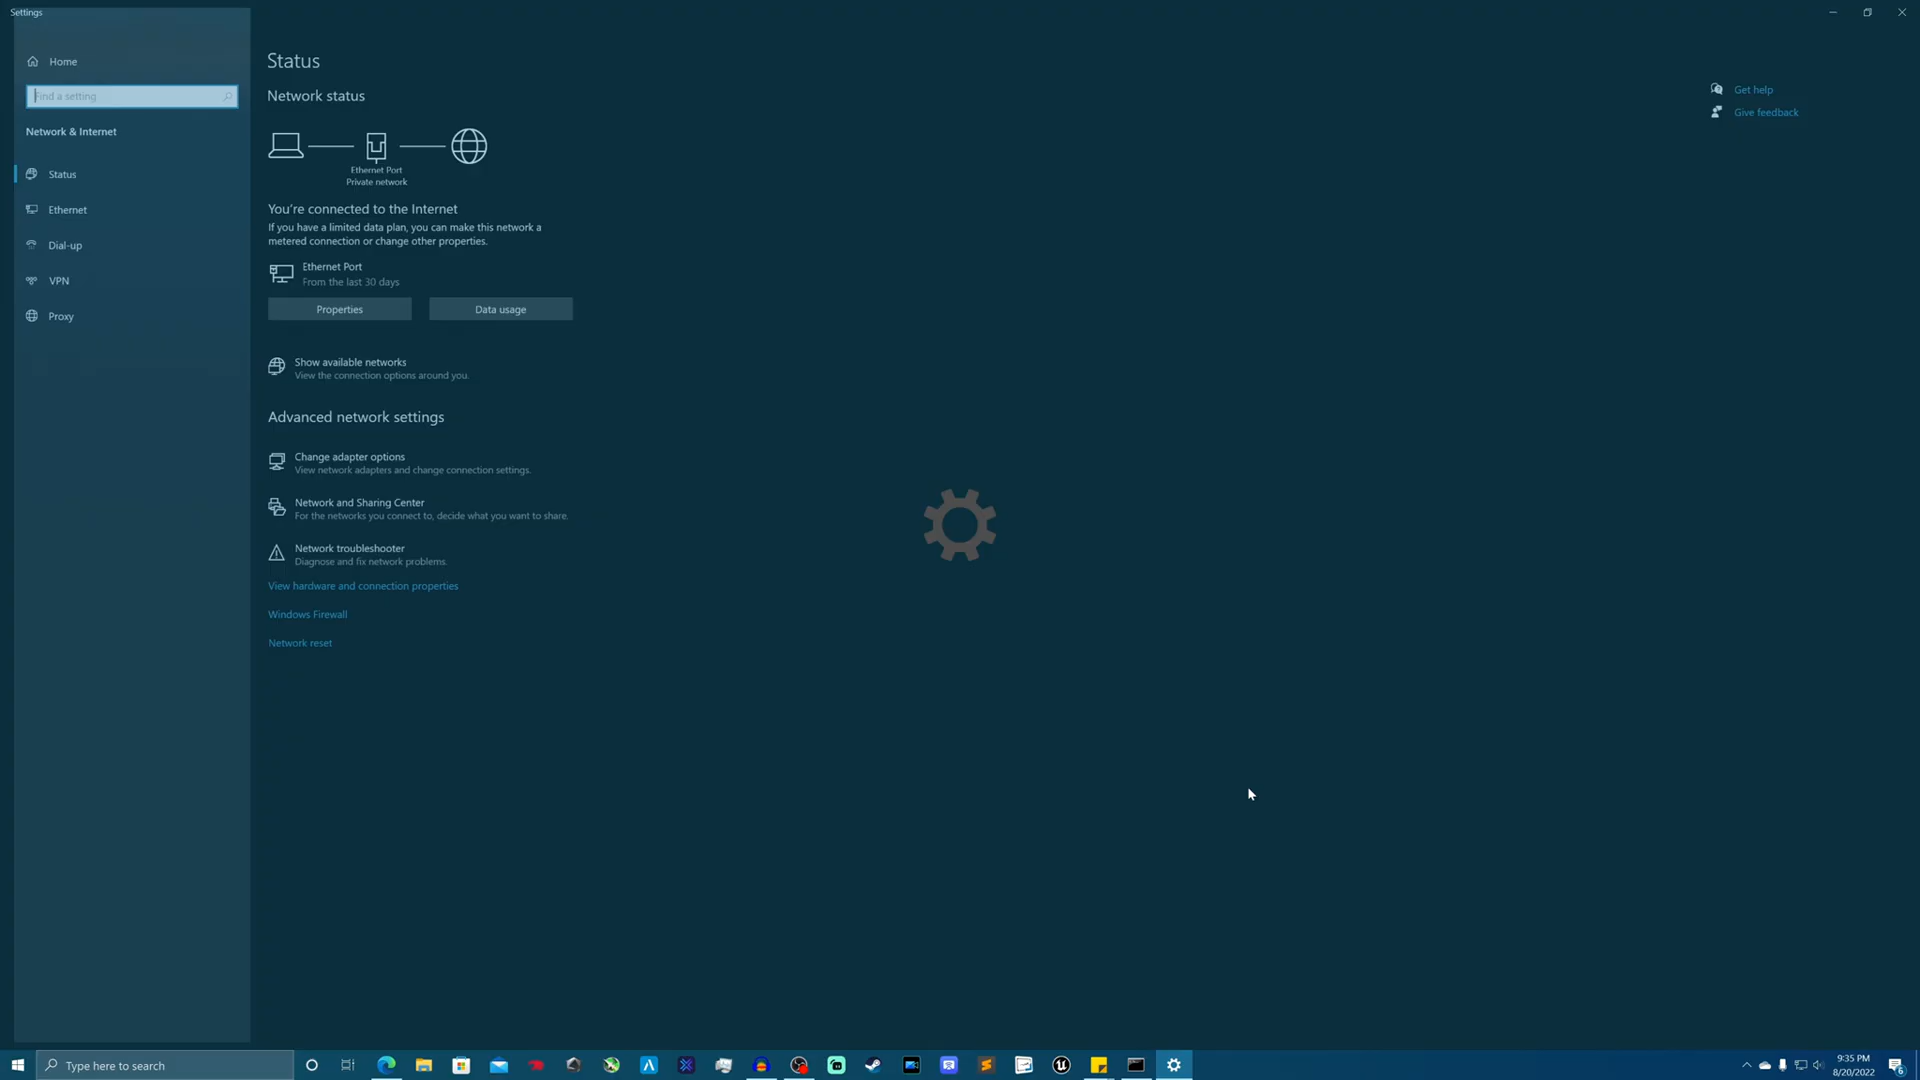 Settings
Home
Find a setting
Network & Internet
Status
Ethernet
Dial-up
VPN
Proxy
Status
Network status
Ethernet Port
Private network
You're connected to the Internet
If you have a limited data plan, you can make this network a
metered connection or change other properties.
Ethernet Port
From the last 30 days
Properties
Data usage
Show available networks
View the connection options around you.
Advanced network settings
Change adapter options
View network adapters and change connection settings.
Network and Sharing Center
For the networks you connect to, decide what you want to share.
Network troubleshooter
Diagnose and fix network problems.
View hardware and connection properties
Windows Firewall
Network reset
Get help
Give feedback
Type here to search
9:35 PM
8/20/2022
6